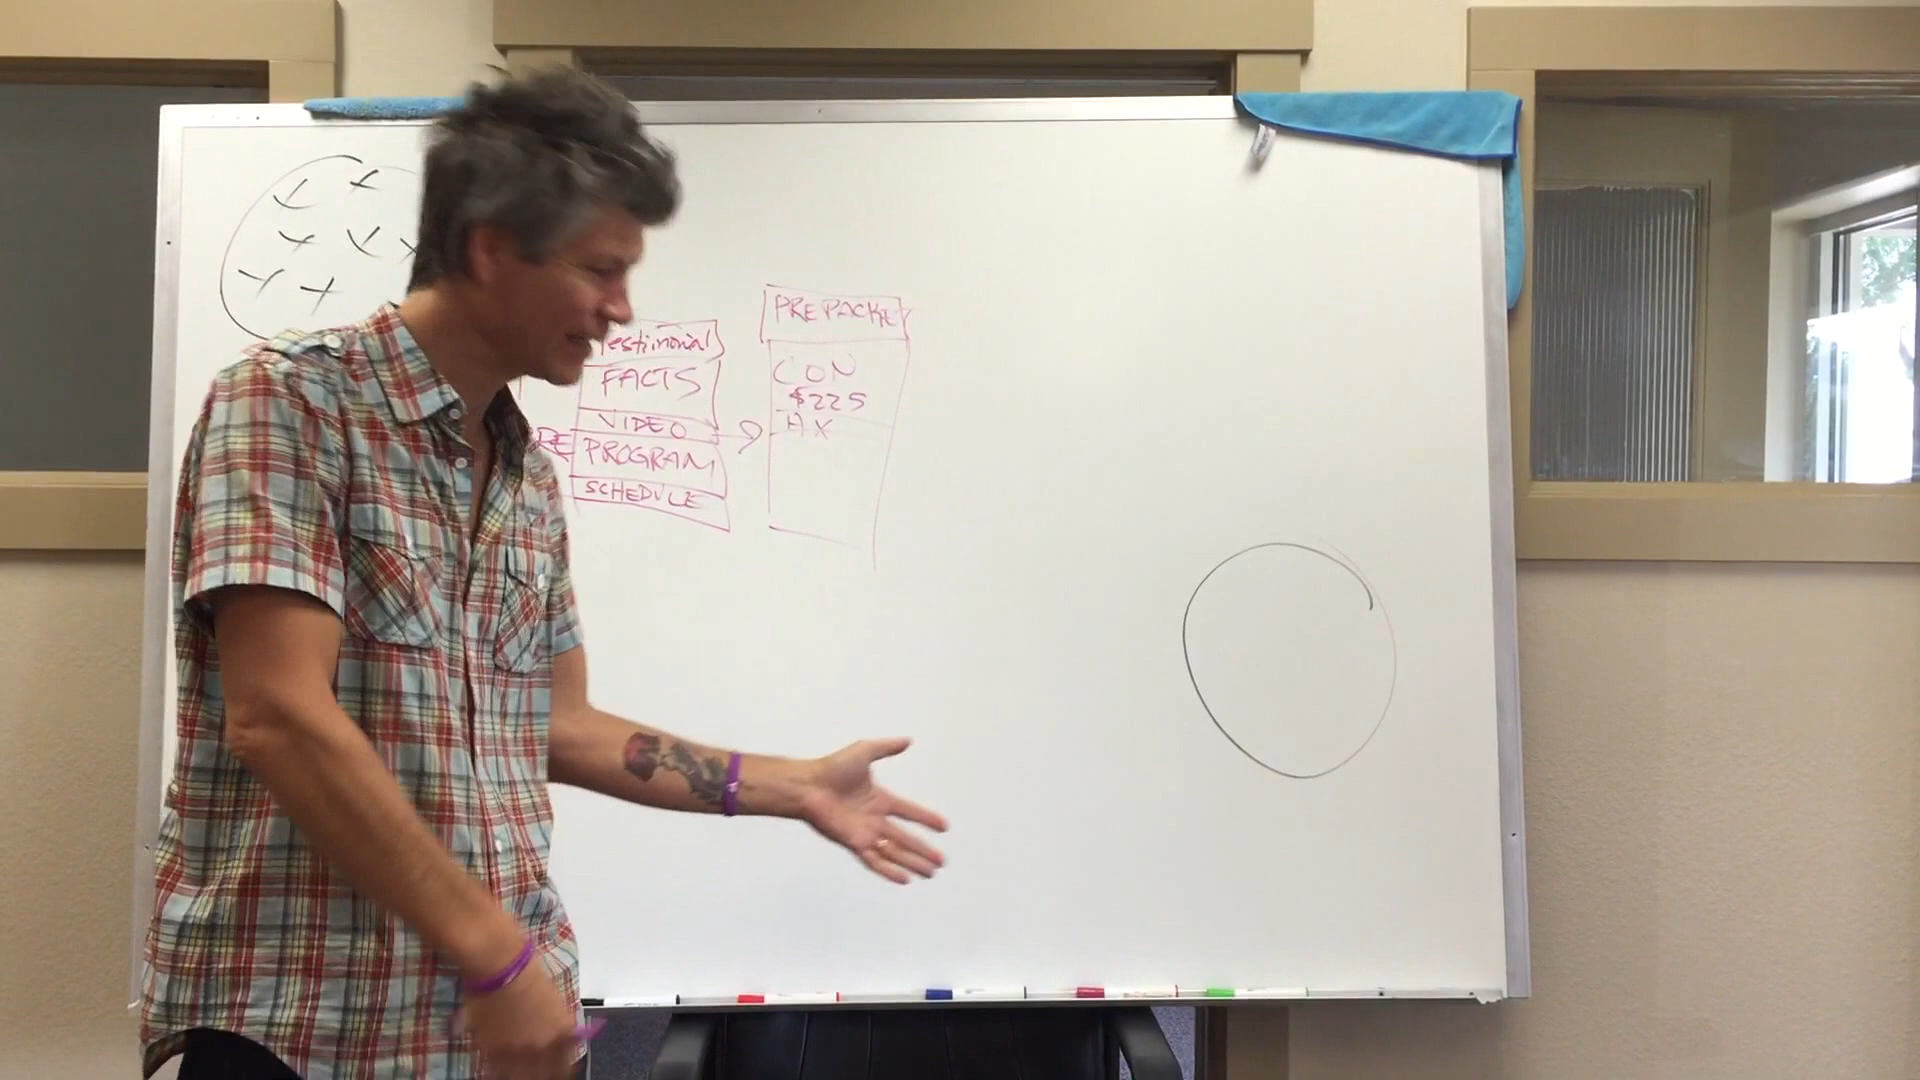 Testimonial
FACTS
VIDEO
PROGRAM
SCHEDULE
PREPACKET
CON
$225
HX